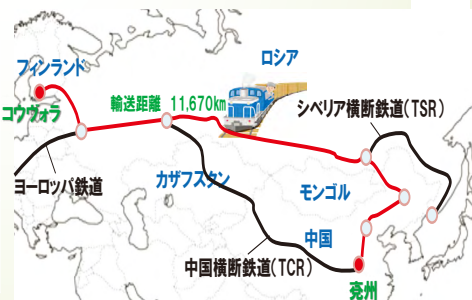 ロシア
フィンランド
輸送距離 11,670km
シベリア横断鉄道(TSR)
コウヴォラ
ヨーロッパ鉄道
カザフスタン
モンゴル
中国
中国横断鉄道(TCR)
兗州